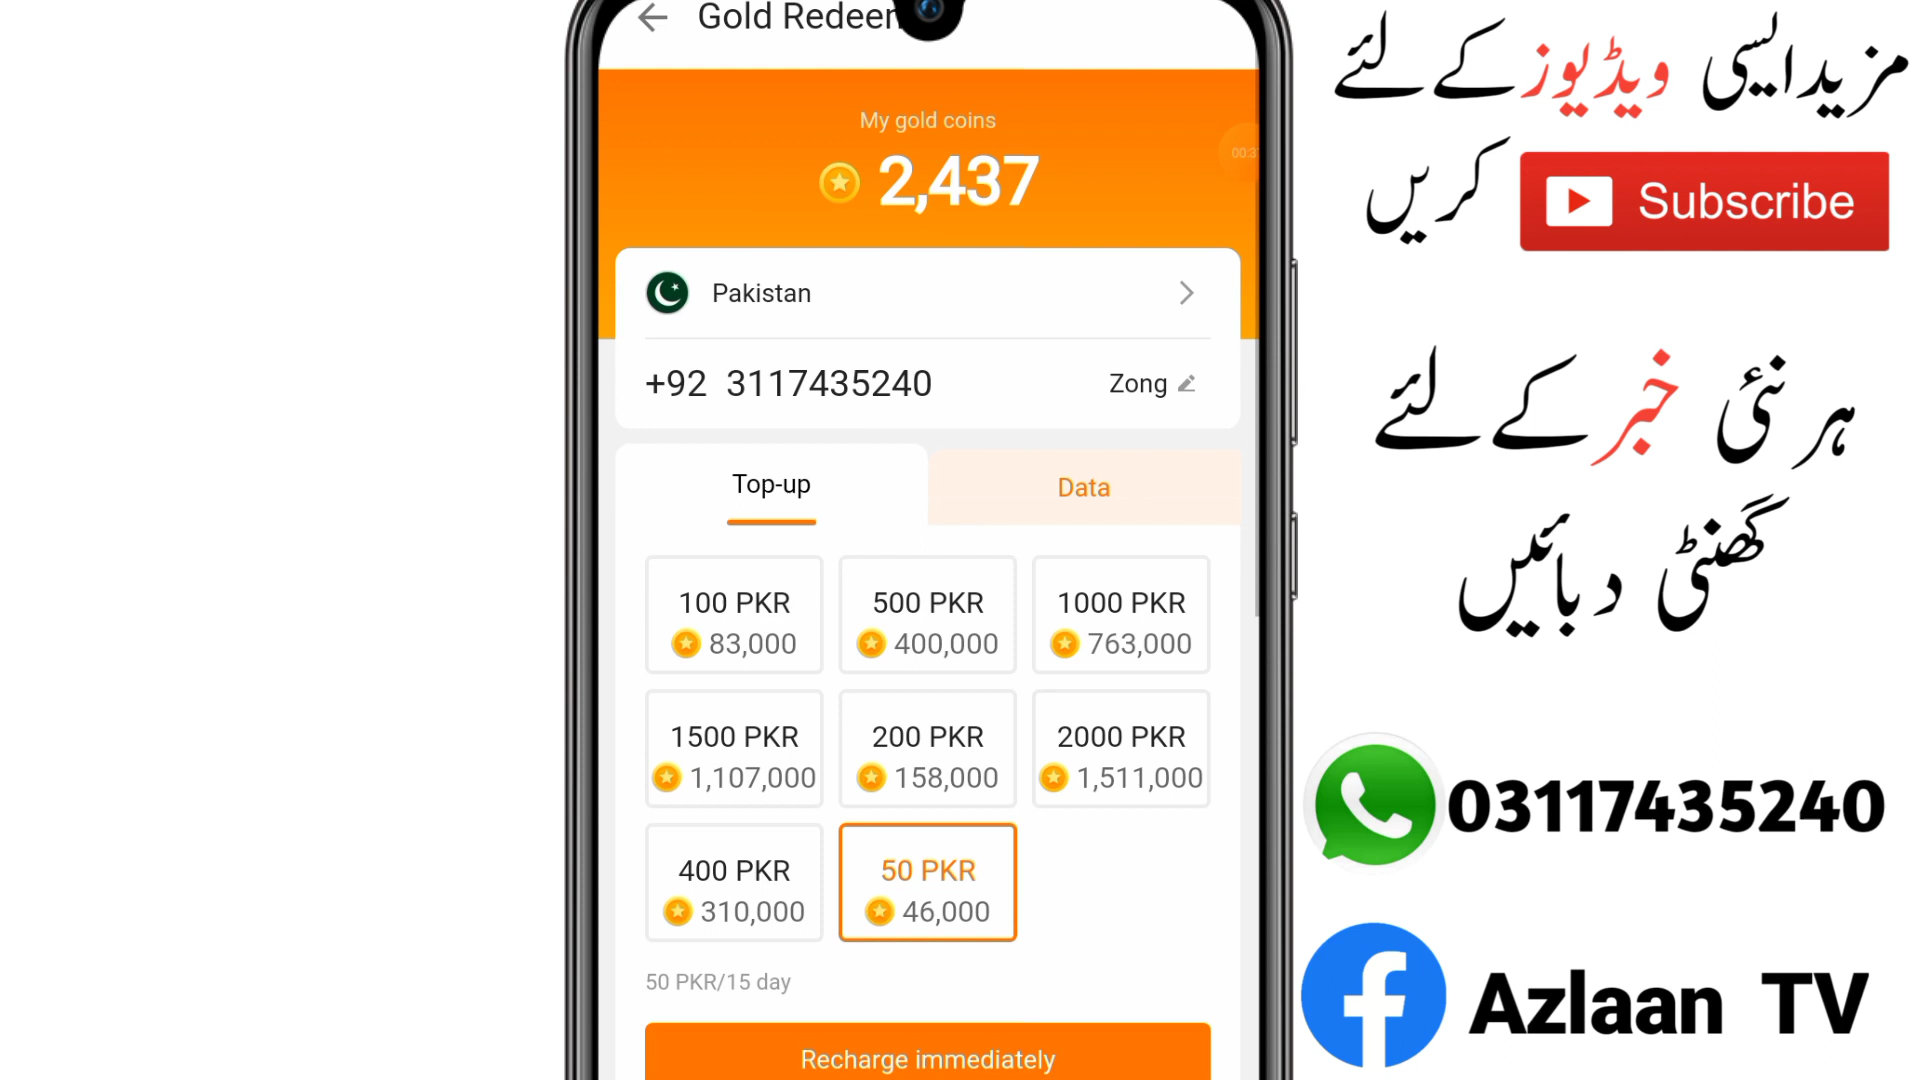 Gold Redeem
My gold coins
2,437
00:3
Pakistan
+92 3117435240
Zong
Top-up
Data
100 PKR
83,000
500 PKR
400,000
1000 PKR
763,000
1500 PKR
1,107,000
200 PKR
158,000
2000 PKR
1,511,000
400 PKR
310,000
50 PKR
46,000
50 PKR/15 day
Recharge immediately
مزید ایسی ویڈیوز کے لئے
Subscribe کریں
ہر نئی خبر کے لئے
گھنٹی دبائیں
03117435240
Azlaan TV